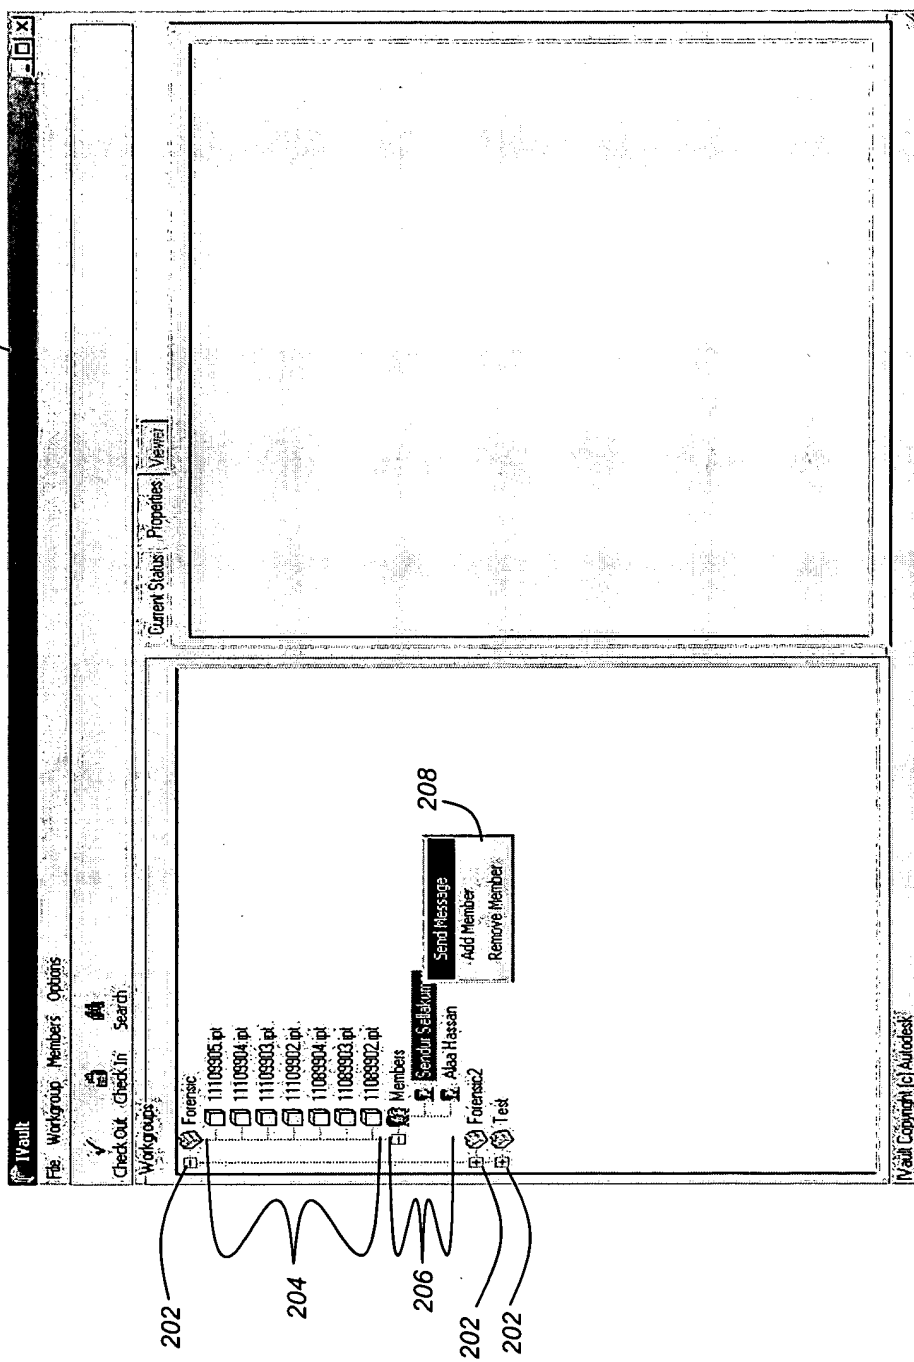 IVault
File Workgroup Members Options
Check Out Check In Search
Workgroups
Current Status Properties Viewer
Forensic
11109905.ipt
11109904.ipt
11109903.ipt
11109902.ipt
11089904.ipt
11089903.ipt
11089902.ipt
Members
Sendur
Alaa Hassan
Forensic2
Test
Send Message
Add Member
Remove Member
IVault Copyright (c) Autodesk
202
204
206
202
202
208